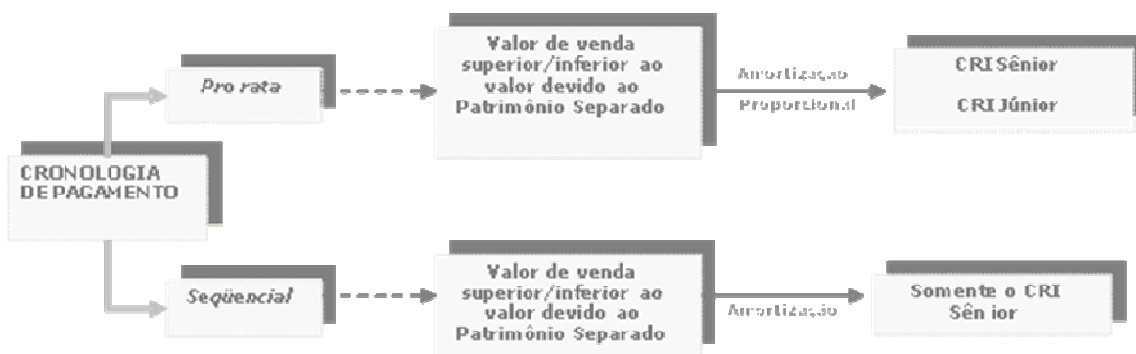 CRONOLOGIA
DE PAGAMENTO
Pro rata
Valor de venda
superior/inferior ao
valor devido ao
Patrimônio Separado
Amortização
Proporcional
CRI Sênior
CRI Júnior
Seqüencial
Valor de venda
superior/inferior ao
valor devido ao
Patrimônio Separado
Amortização
Somente o CRI
Sênior